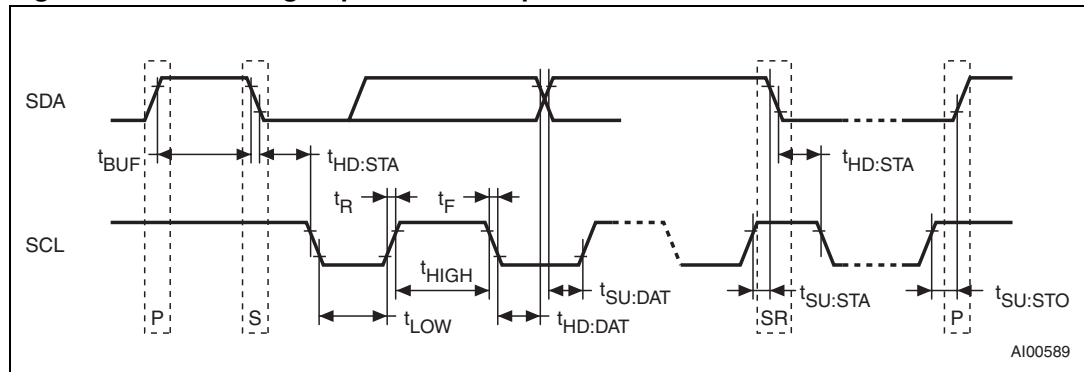 SDA
tBUF
tHD:STA
tHD:STA
tR
tF
SCL
tHIGH
tSU:DAT
tSU:STA
tSU:STO
tLOW
tHD:DAT
P
S
SR
P
AI00589